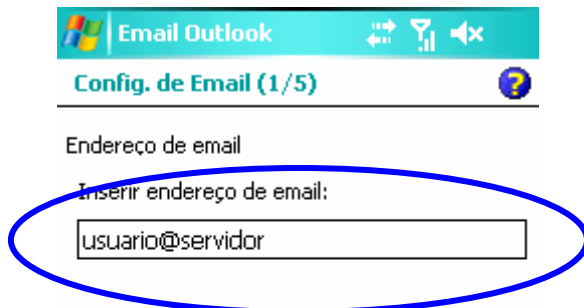 Email Outlook
Config. de Email (1/5)
Endereço de email
Inserir endereço de email:
usuario@servidor